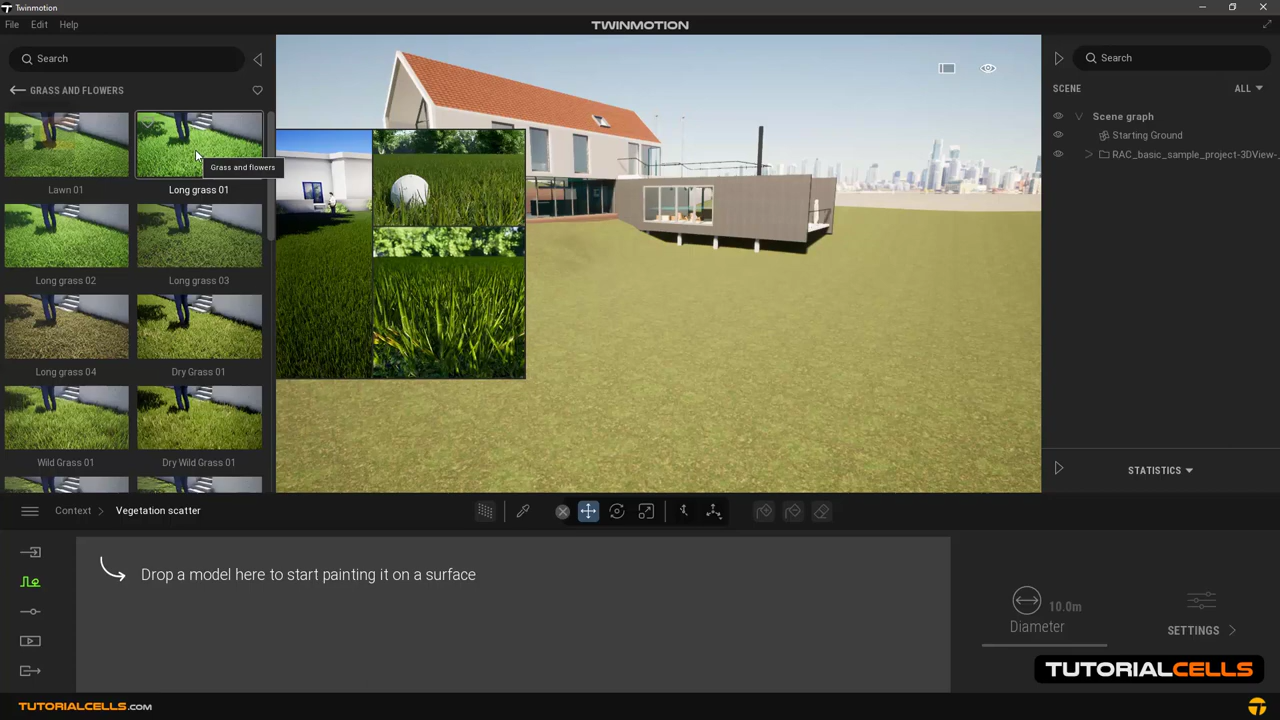 Twinmotion
File Edit Help
TWINMOTION
Search
GRASS AND FLOWERS
Grass and flowers
Lawn 01
Long grass 01
Long grass 02
Long grass 03
Long grass 04
Dry Grass 01
Wild Grass 01
Dry Wild Grass 01
Search
SCENE
ALL
Scene graph
Starting Ground
RAC_basic_sample_project-3DView-
STATISTICS
Context
Vegetation scatter
Drop a model here to start painting it on a surface
10.0m
Diameter
SETTINGS
TUTORIALCELLS
TUTORIALCELLS.com